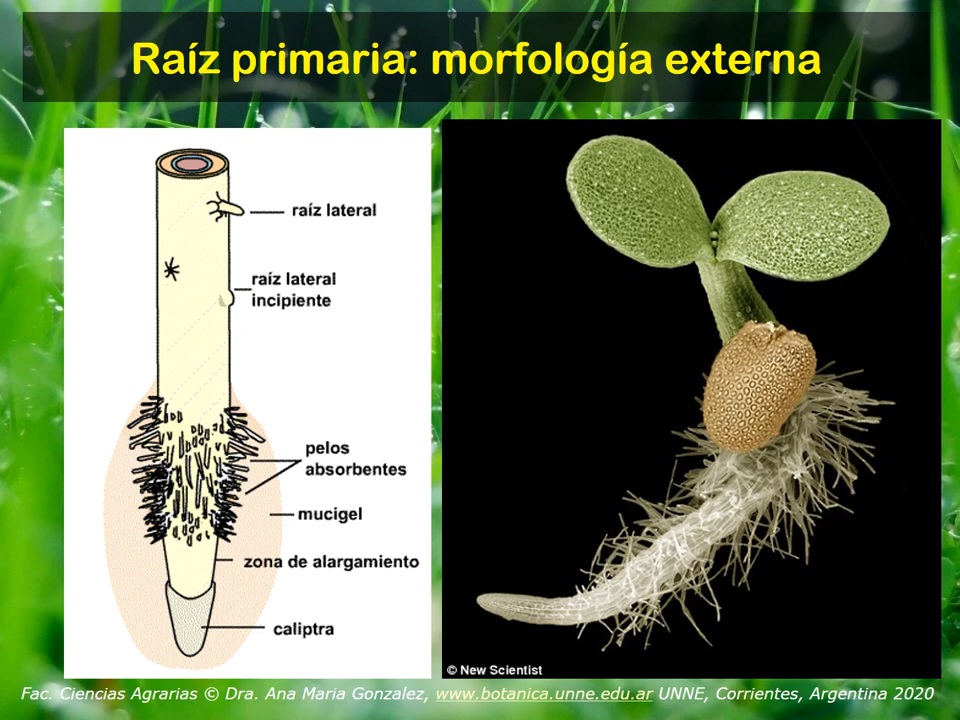 Raíz primaria: morfología externa
raíz lateral
raíz lateral
incipiente
pelos
absorbentes
mucigel
zona de alargamiento
caliptra
© New Scientist
Fac. Ciencias Agrarias © Dra. Ana Maria Gonzalez, www.botanica.unne.edu.ar UNNE, Corrientes, Argentina 2020